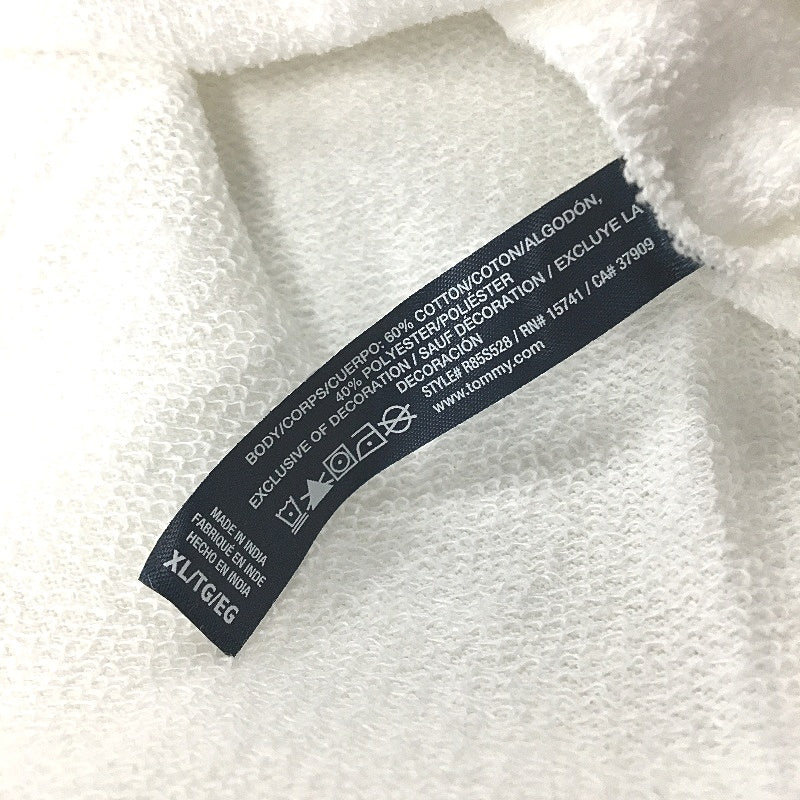 BODY/CORPS/CUERPO: 60% COTTON/COTON/ALGODÓN,
40% POLYESTER/POLIÉSTER
EXCLUSIVE OF DECORATION / SAUF DÉCORATION / EXCLUYE LA
DECORACIÓN
STYLE# R85S528 / RN# 15741 / CA# 37909
www.tommy.com
MADE IN INDIA
FABRIQUÉ EN INDE
HECHO EN INDIA
XL/TG/EG